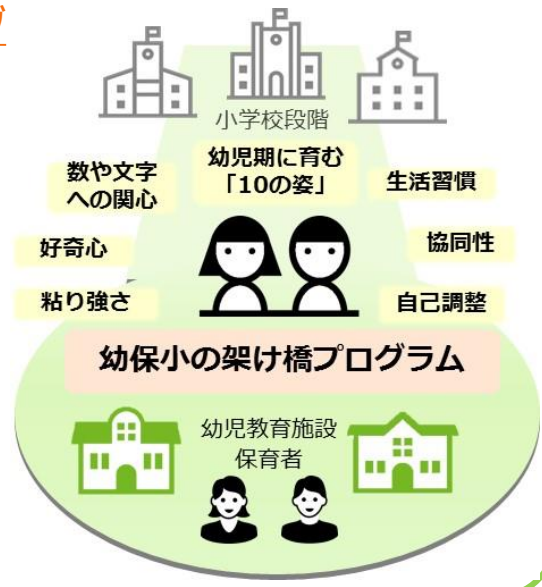 小学校段階
幼児期に育む
「10の姿」
数や文字
への関心
生活習慣
好奇心
協同性
粘り強さ
自己調整
幼保小の架け橋プログラム
幼児教育施設
保育者